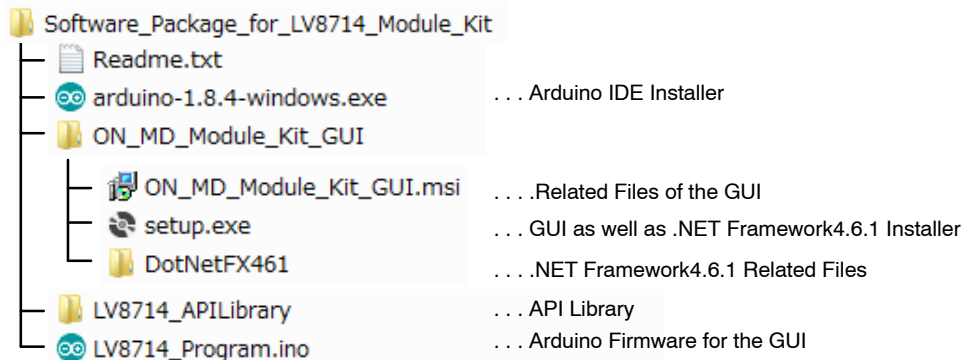 Software_Package_for_LV8714_Module_Kit
Readme.txt
arduino-1.8.4-windows.exe . . . Arduino IDE Installer
ON_MD_Module_Kit_GUI
ON_MD_Module_Kit_GUI.msi . . . .Related Files of the GUI
setup.exe . . . GUI as well as .NET Framework4.6.1 Installer
DotNetFX461 . . . .NET Framework4.6.1 Related Files
LV8714_APILibrary . . . API Library
LV8714_Program.ino . . . Arduino Firmware for the GUI